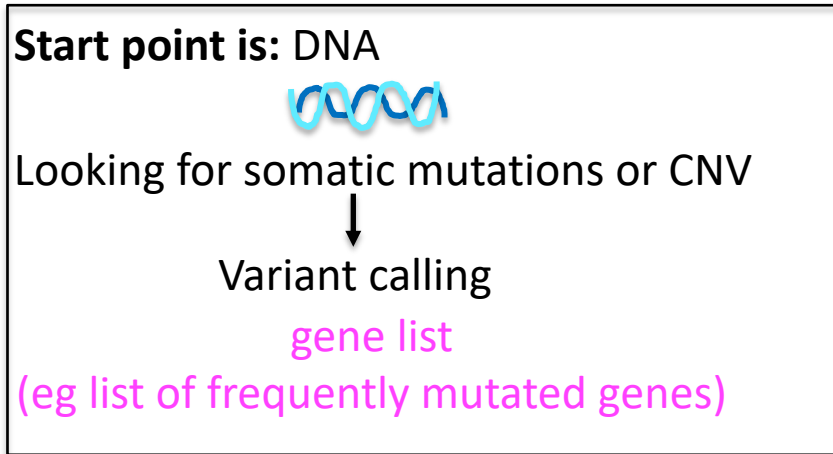 Start point is: DNA
Looking for somatic mutations or CNV
Variant calling
gene list
(eg list of frequently mutated genes)